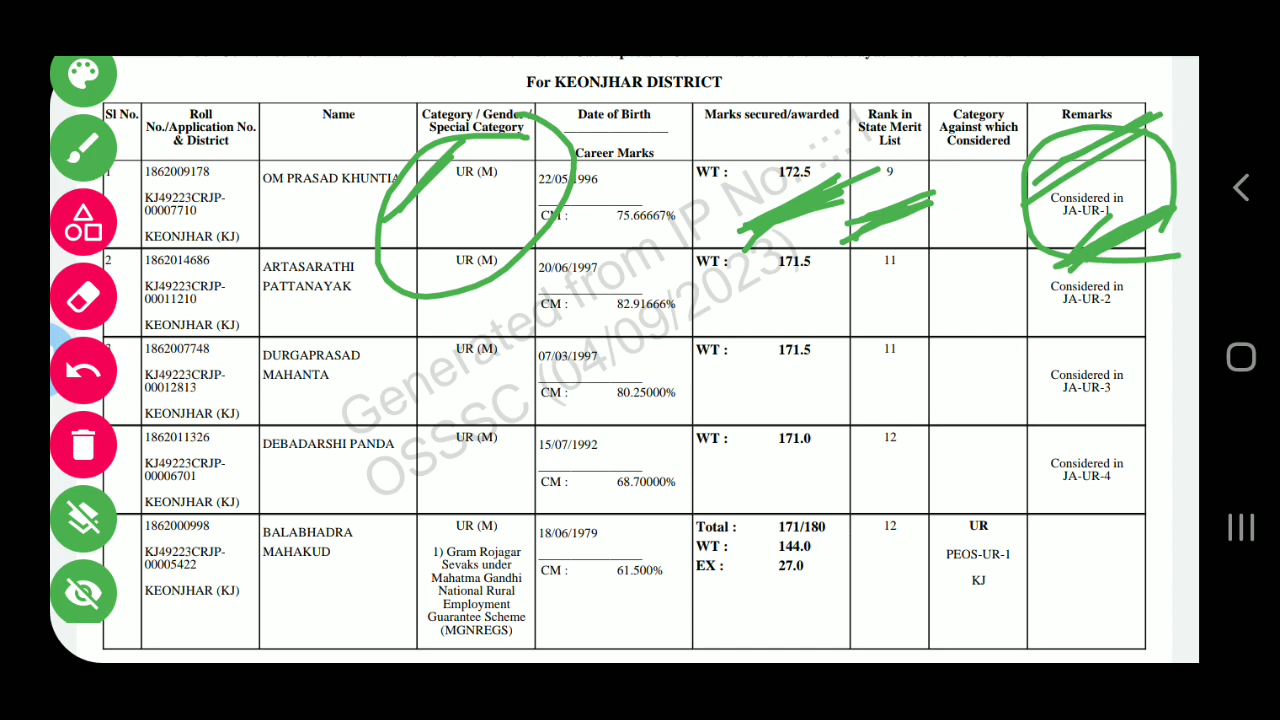 For KEONJHAR DISTRICT
Sl No.
Roll
No./Application No.
& District
Name
Category / Gender /
Special Category
Date of Birth
Career Marks
Marks secured/awarded
Rank in
State Merit
List
Category
Against which
Considered
Remarks
1
1862009178
KJ49223CRJP-
00007710
KEONJHAR (KJ)
OM PRASAD KHUNTIA
UR (M)
22/05/1996
CM : 75.66667%
WT : 172.5
9
Considered in
JA-UR-1
2
1862014686
KJ49223CRJP-
00011210
KEONJHAR (KJ)
ARTASARATHI
PATTANAYAK
UR (M)
20/06/1997
CM : 82.91666%
WT : 171.5
11
Considered in
JA-UR-2
3
1862007748
KJ49223CRJP-
00012813
KEONJHAR (KJ)
DURGAPRASAD
MAHANTA
UR (M)
07/03/1997
CM : 80.25000%
WT : 171.5
11
Considered in
JA-UR-3
1862011326
KJ49223CRJP-
00006701
KEONJHAR (KJ)
DEBADARSHI PANDA
UR (M)
15/07/1992
CM : 68.70000%
WT : 171.0
12
Considered in
JA-UR-4
1862000998
KJ49223CRJP-
00005422
KEONJHAR (KJ)
BALABHADRA
MAHAKUD
UR (M)
1) Gram Rojagar
Sevaks under
Mahatma Gandhi
National Rural
Employment
Guarantee Scheme
(MGNREGS)
18/06/1979
CM : 61.500%
Total : 171/180
WT : 144.0
EX : 27.0
12
UR
PEOS-UR-1
KJ
Generated from IP No.: :::1
OSSSC (04/09/2023)